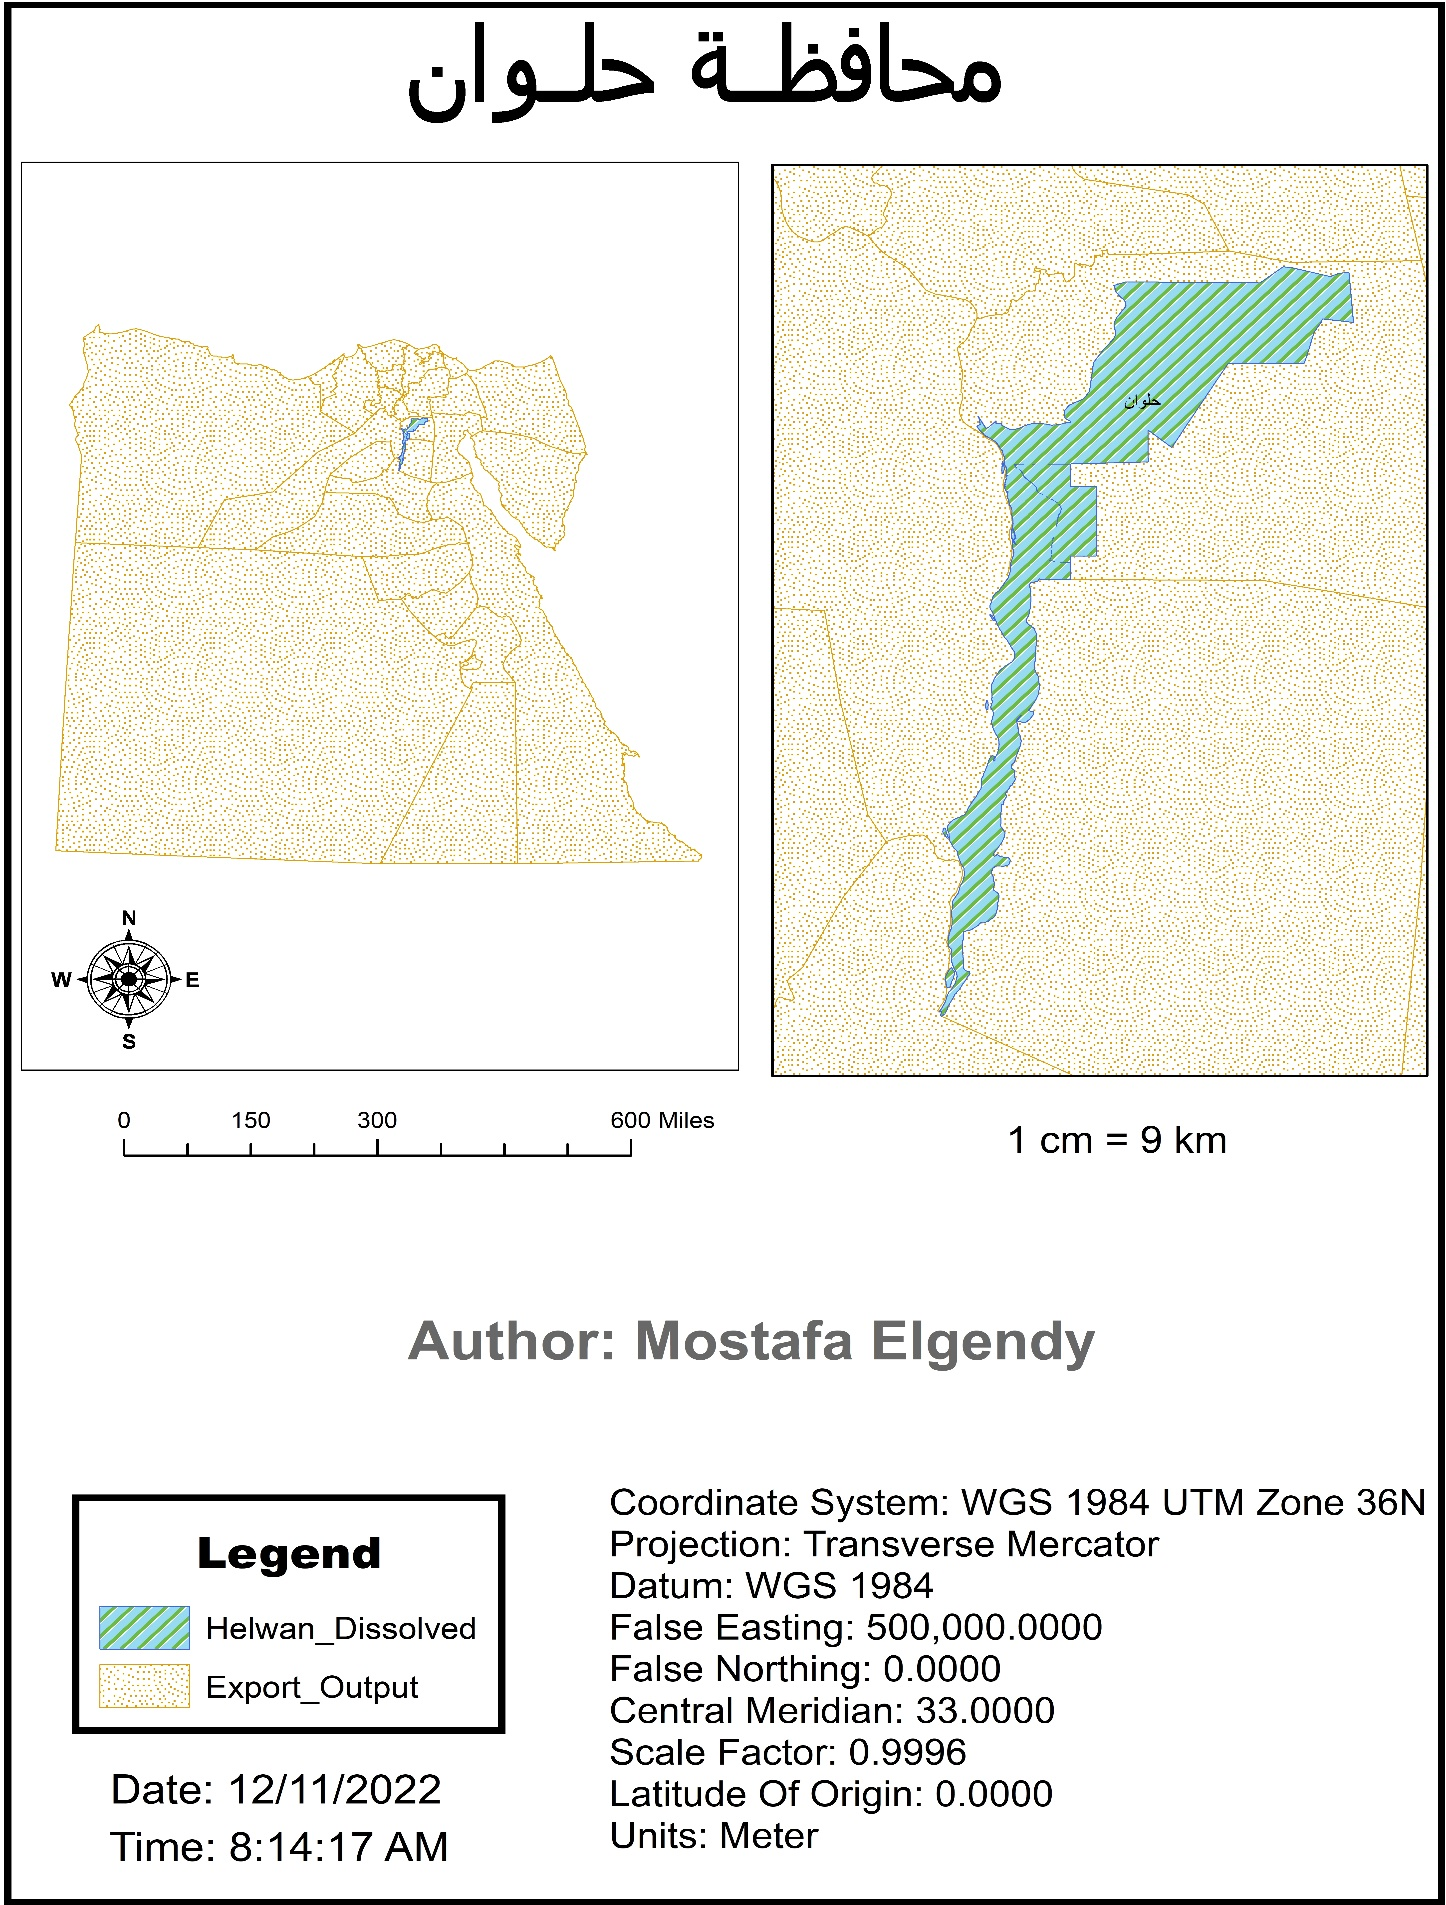 محافظة حلوان
حلوان
N
W E
S
0 150 300 600 Miles
1 cm = 9 km
Author: Mostafa Elgendy
Legend
Helwan_Dissolved
Export_Output
Date: 12/11/2022
Time: 8:14:17 AM
Coordinate System: WGS 1984 UTM Zone 36N
Projection: Transverse Mercator
Datum: WGS 1984
False Easting: 500,000.0000
False Northing: 0.0000
Central Meridian: 33.0000
Scale Factor: 0.9996
Latitude Of Origin: 0.0000
Units: Meter